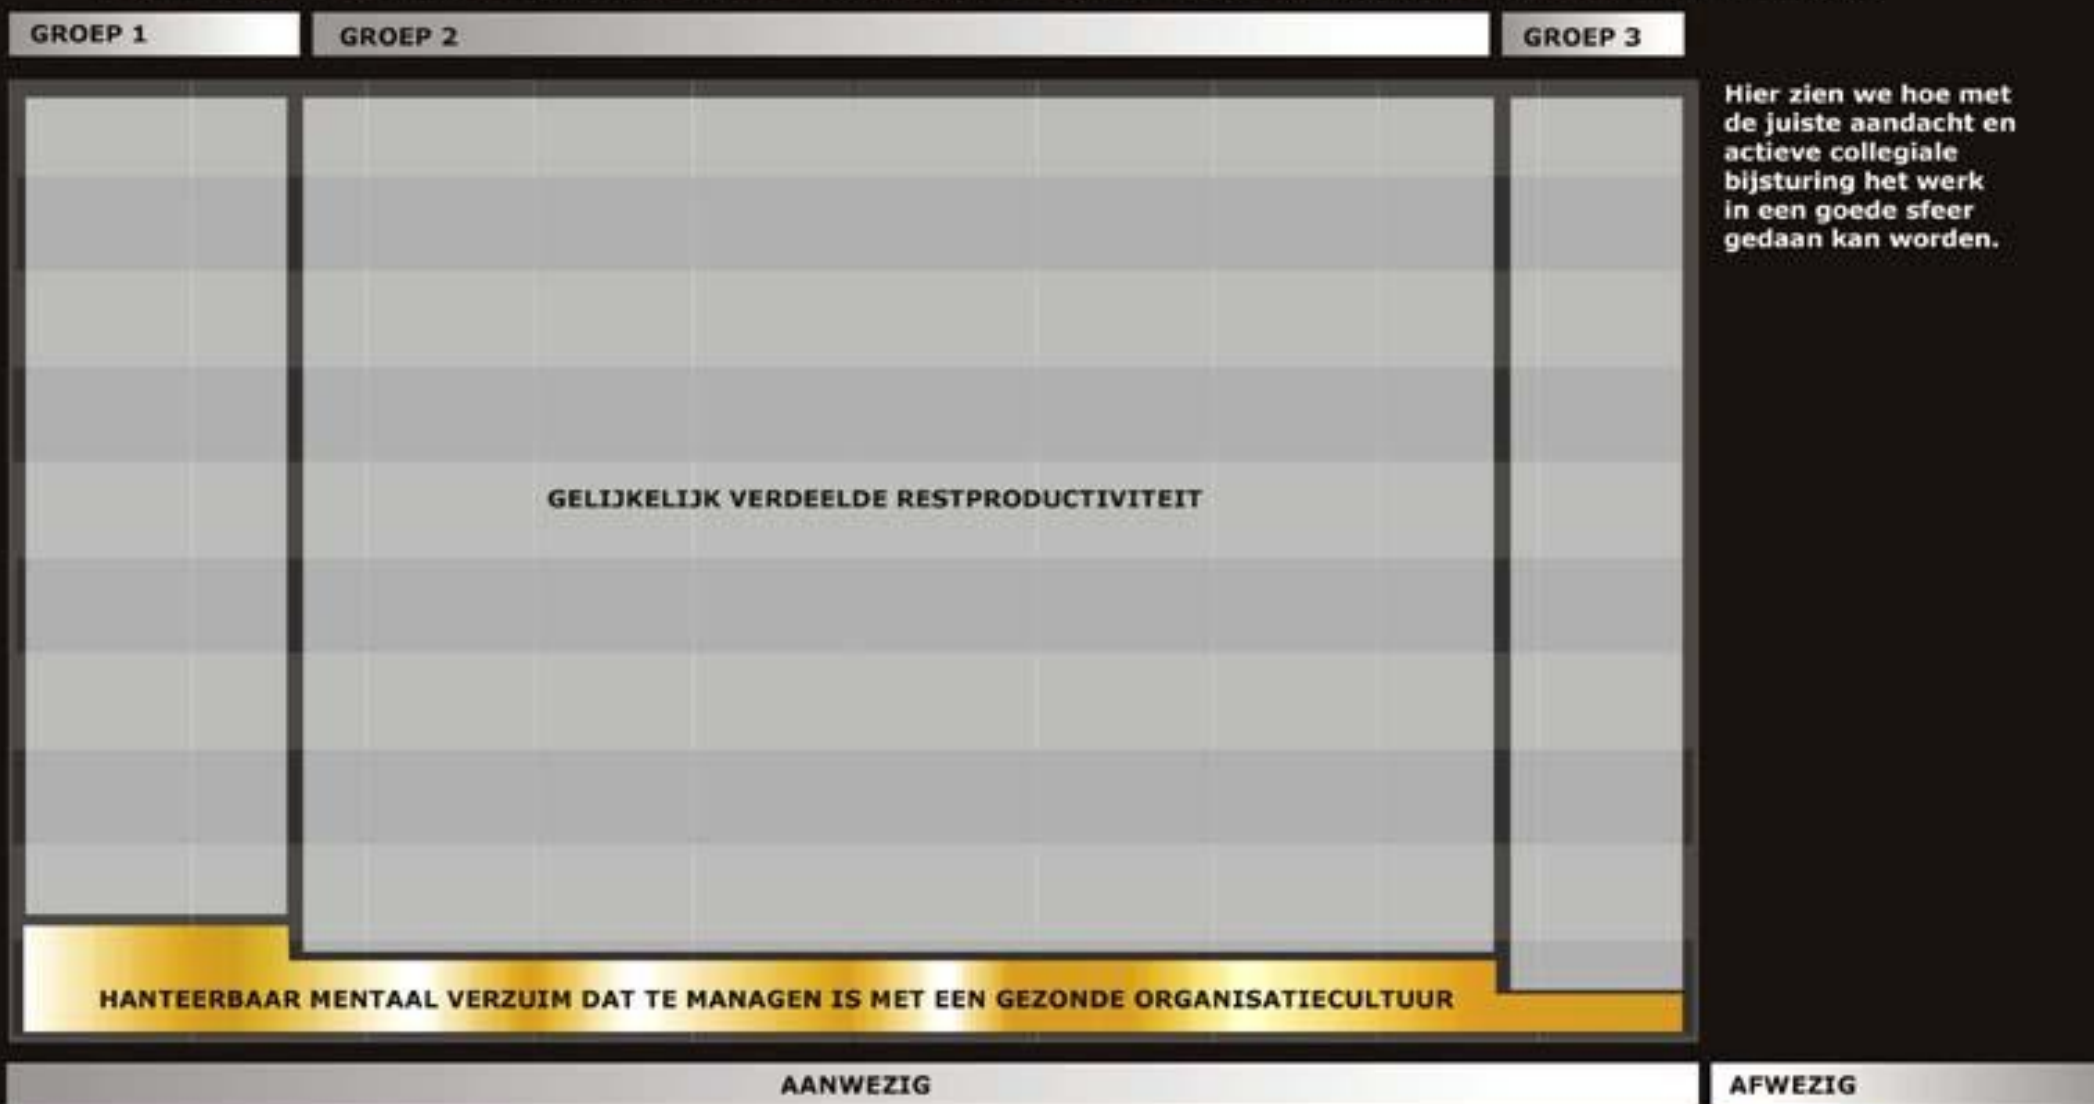 GROEP 1
GROEP 2
GROEP 3
Hier zien we hoe met
de juiste aandacht en
actieve collegiale
bijsturing het werk
in een goede sfeer
gedaan kan worden.
GELIJKELIJK VERDEELDE RESTPRODUCTIVITEIT
HANTEERBAAR MENTAAL VERZUIM DAT TE MANAGEN IS MET EEN GEZONDE ORGANISATIECULTUUR
AANWEZIG
AFWEZIG